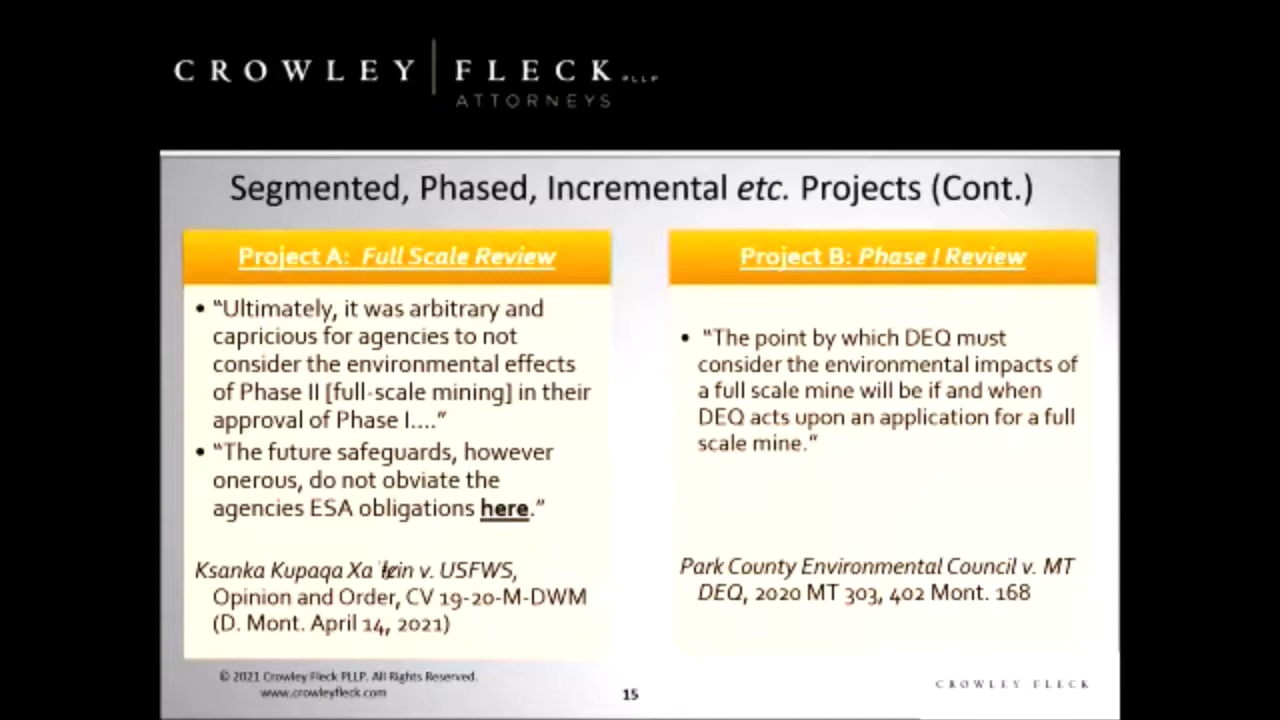 CROWLEY | FLECK PLLP
ATTORNEYS
Segmented, Phased, Incremental etc. Projects (Cont.)
Project A: Full Scale Review
• “Ultimately, it was arbitrary and
capricious for agencies to not
consider the environmental effects
of Phase II [full-scale mining] in their
approval of Phase I....”
• “The future safeguards, however
onerous, do not obviate the
agencies ESA obligations here.”
Ksanka Kupaqa Xa v. USFWS,
Opinion and Order, CV 19-20-M-DWM
(D. Mont. April 14, 2021)
Project B: Phase I Review
• “The point by which DEQ must
consider the environmental impacts of
a full scale mine will be if and when
DEQ acts upon an application for a full
scale mine.”
Park County Environmental Council v. MT
DEQ, 2020 MT 303, 402 Mont. 168
© 2021 Crowley Fleck PLLP. All Rights Reserved.
www.crowleyfleck.com
15
CROWLEY FLECK